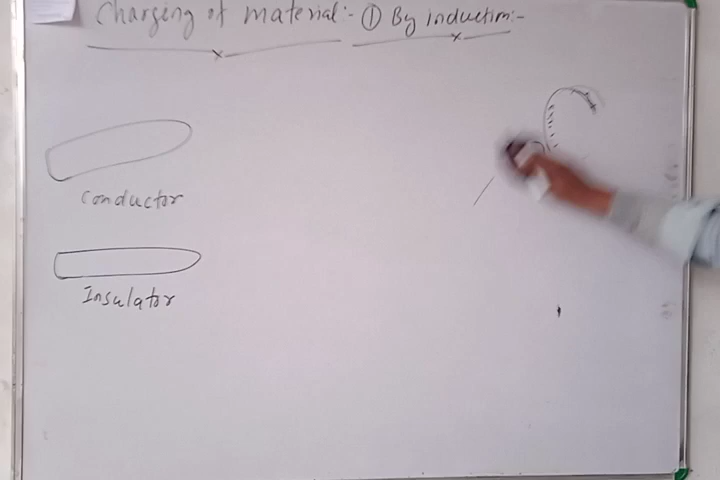 Charging of material:- ① By induction:-
Conductor
Insulator